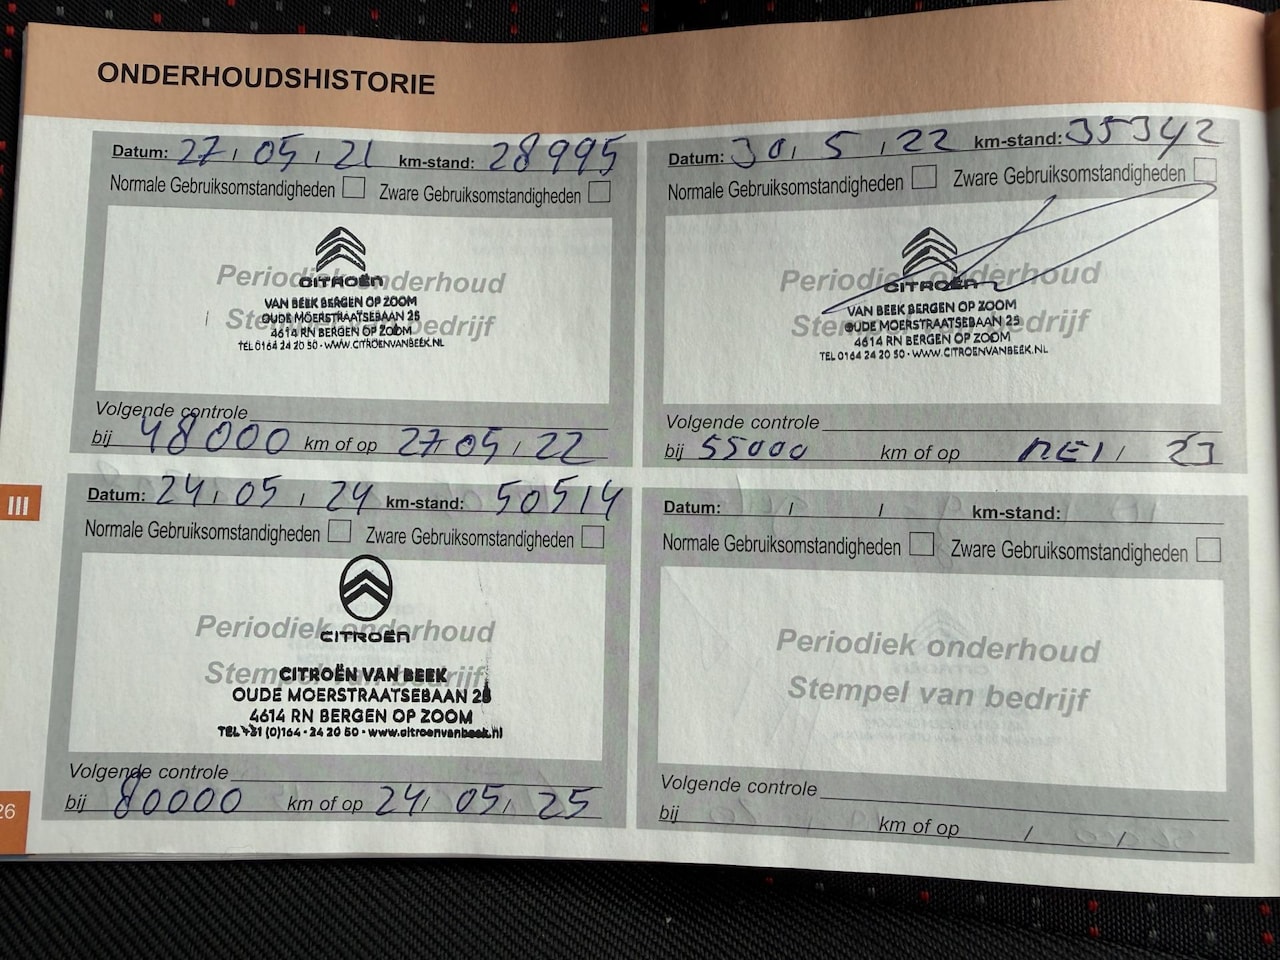 ONDERHOUDSHISTORIE
Datum: 27 / 05 / 21 km-stand: 28995
Normale Gebruiksomstandigheden Zware Gebruiksomstandigheden
Periodiek onderhoud
CITROËN
VAN BEEK BERGEN OP ZOOM
Stempel van bedrijf
OUDE MOERSTRAATSEBAAN 25
4614 RN BERGEN OP ZOOM
TEL 0164 24 20 50 - WWW.CITROENVANBEEK.NL
Volgende controle
bij 48000 km of op 27 05 / 22
Datum: 30 / 5 / 22 km-stand: 35342
Normale Gebruiksomstandigheden Zware Gebruiksomstandigheden
Periodiek onderhoud
CITROËN
VAN BEEK BERGEN OP ZOOM
Stempel van bedrijf
OUDE MOERSTRAATSEBAAN 25
4614 RN BERGEN OP ZOOM
TEL 0164 24 20 50 - WWW.CITROENVANBEEK.NL
Volgende controle
bij 55000 km of op MEI / 23
III
Datum: 24 / 05 / 24 km-stand: 50514
Normale Gebruiksomstandigheden Zware Gebruiksomstandigheden
Periodiek onderhoud
CITROËN
Stempel van bedrijf
CITROËN VAN BEEK
OUDE MOERSTRAATSEBAAN 25
4614 RN BERGEN OP ZOOM
TEL +31 (0)164 - 24 20 50 - www.citroenvanbeek.nl
Volgende controle
bij 80000 km of op 24 / 05 / 25
Datum: / / km-stand:
Normale Gebruiksomstandigheden Zware Gebruiksomstandigheden
Periodiek onderhoud
Stempel van bedrijf
Volgende controle
bij km of op / /
26